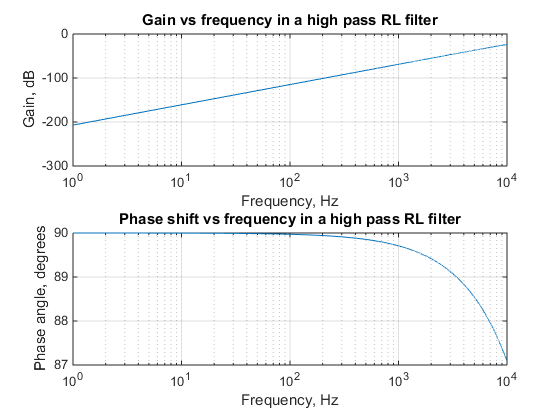 Gain vs frequency in a high pass RL filter
Gain, dB
0
-100
-200
-300
10^0 10^1 10^2 10^3 10^4
Frequency, Hz
Phase shift vs frequency in a high pass RL filter
Phase angle, degrees
90
89
88
87
10^0 10^1 10^2 10^3 10^4
Frequency, Hz